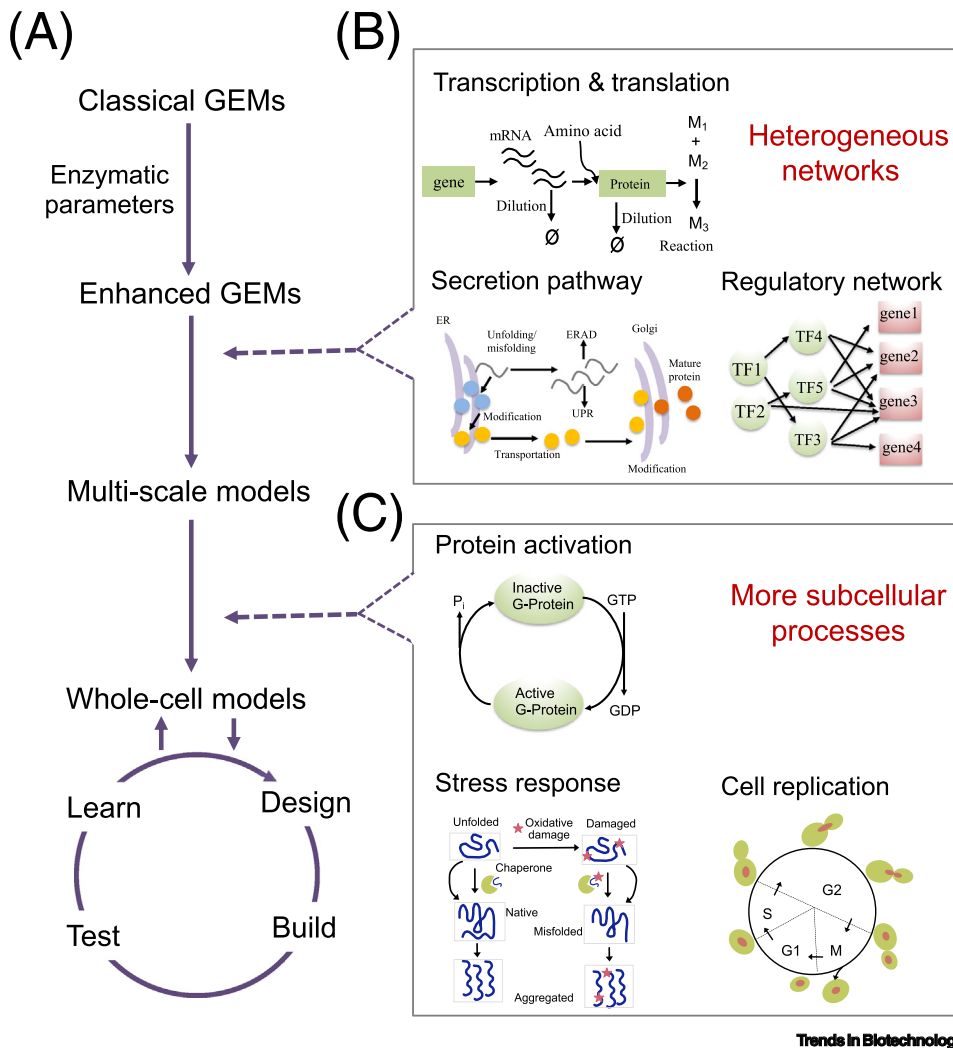 (A)
Classical GEMs
Enzymatic
parameters
Enhanced GEMs
Multi-scale models
Whole-cell models
Learn
Design
Test
Build
(B)
Transcription & translation
Heterogeneous
networks
gene
mRNA
Amino acid
Protein
Dilution
Ø
Dilution
Ø
M1
+
M2
M3
Reaction
Secretion pathway
ER
Unfolding/
misfolding
ERAD
UPR
Golgi
Mature
protein
Modification
Transportation
Modification
Regulatory network
TF1
TF2
TF4
TF5
TF3
gene1
gene2
gene3
gene4
(C)
Protein activation
More subcellular
processes
Inactive
G-Protein
Pi
GTP
Active
G-Protein
GDP
Stress response
Unfolded
Oxidative
damage
Damaged
Chaperone
Native
Misfolded
Aggregated
Cell replication
G2
S
G1
M
Trends in Biotechnolog